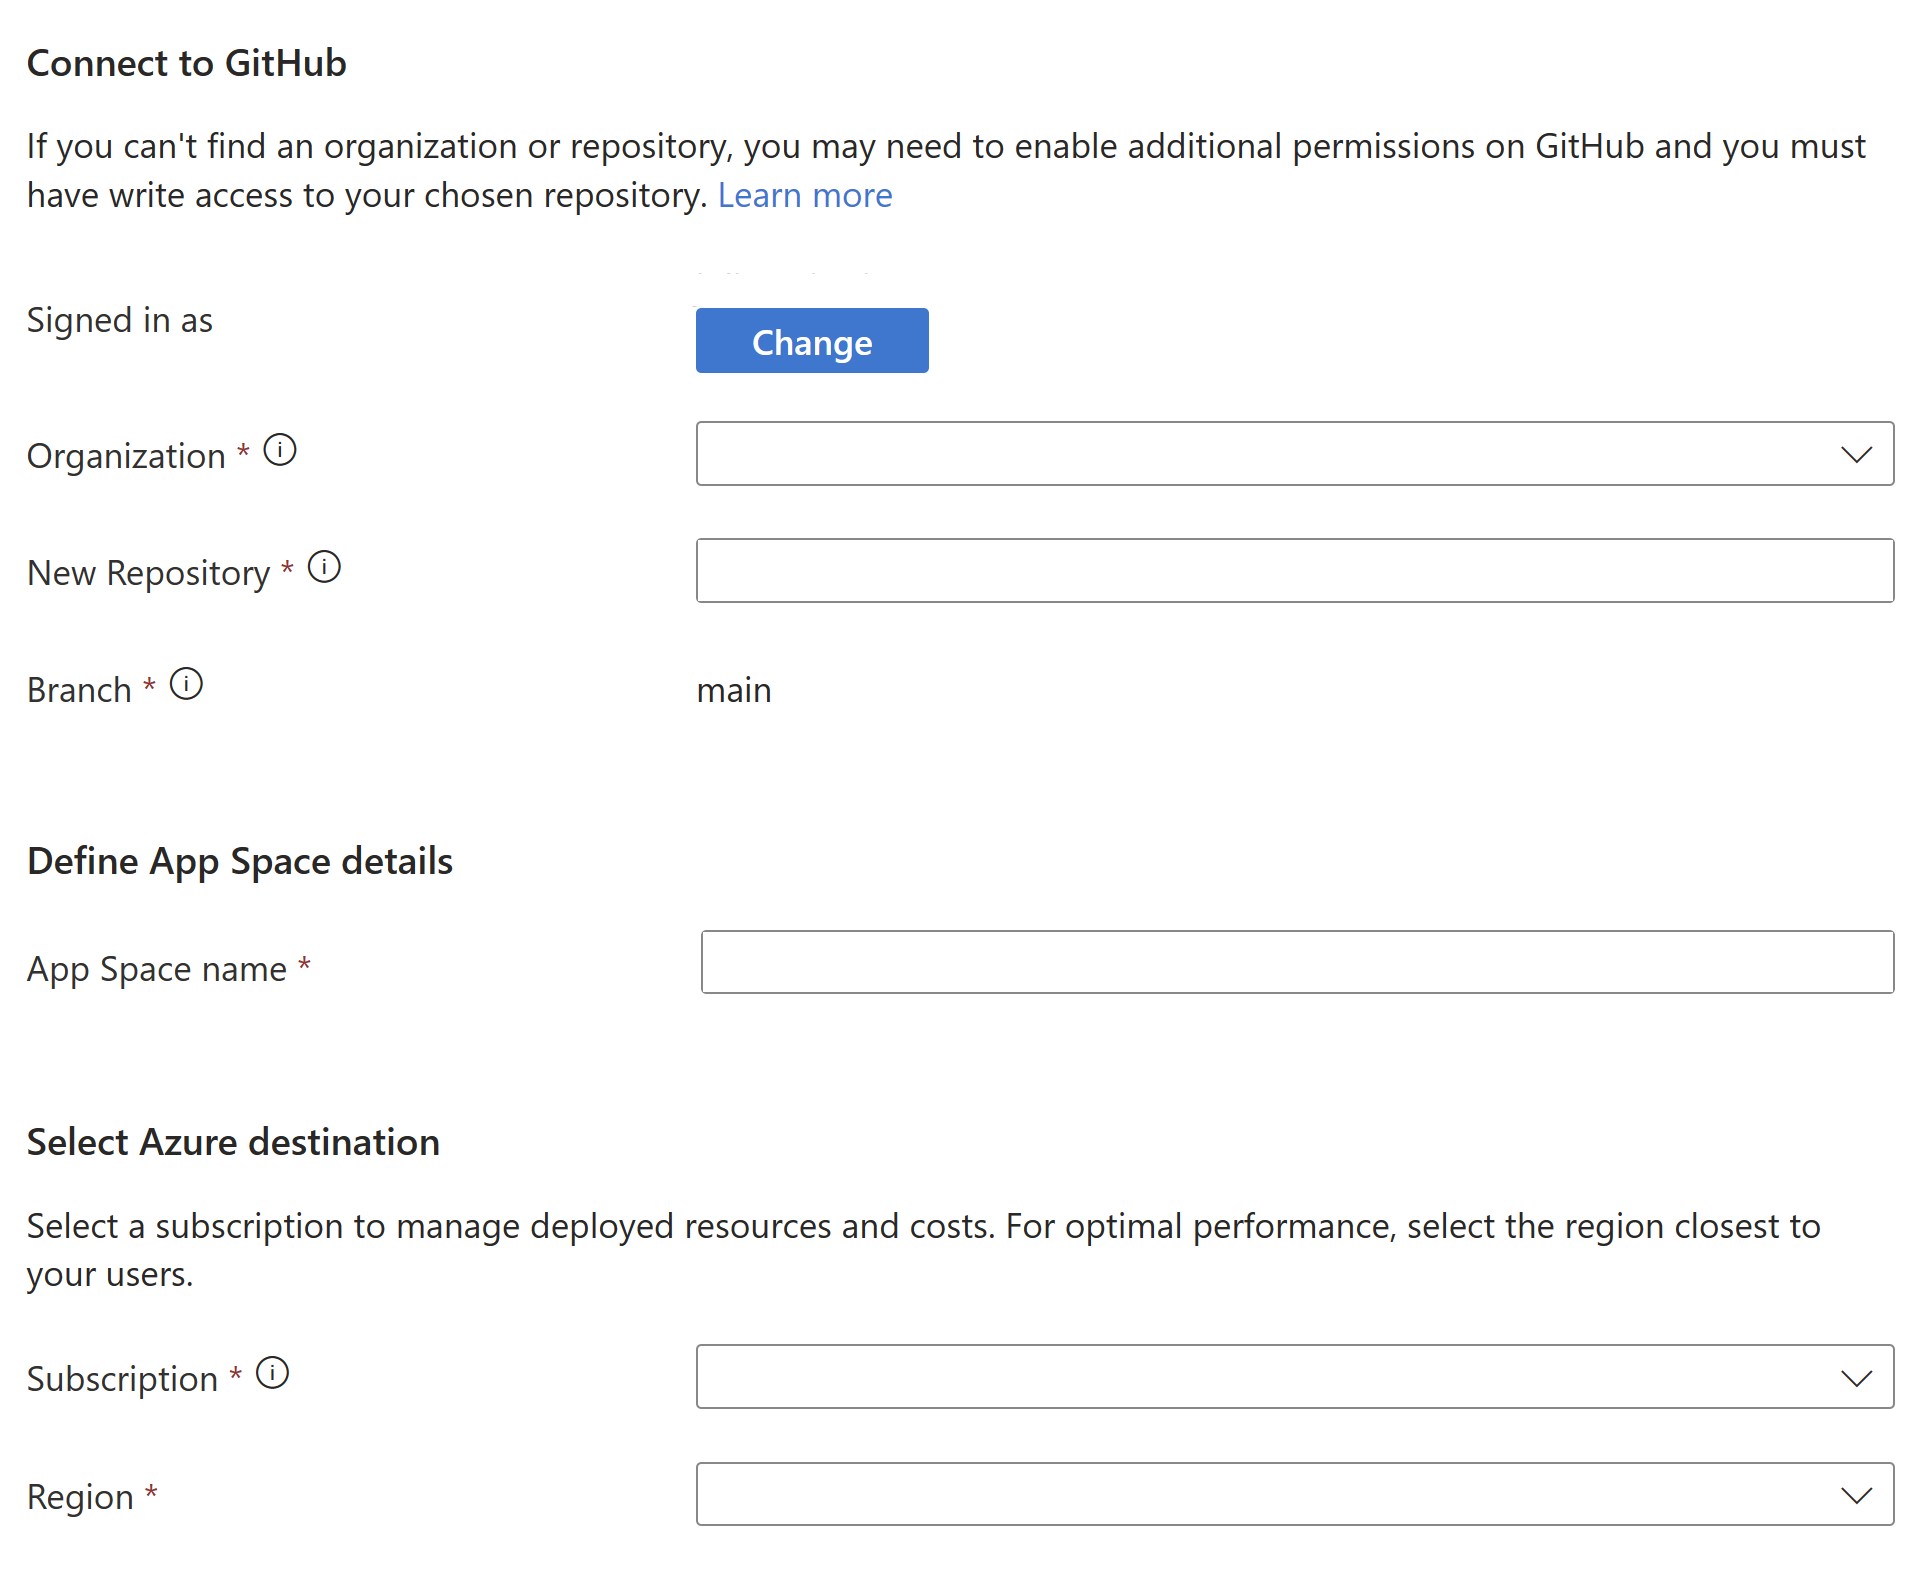 Connect to GitHub
If you can't find an organization or repository, you may need to enable additional permissions on GitHub and you must
have write access to your chosen repository. Learn more
Signed in as
Change
Organization *
New Repository *
Branch * main
Define App Space details
App Space name *
Select Azure destination
Select a subscription to manage deployed resources and costs. For optimal performance, select the region closest to
your users.
Subscription *
Region *